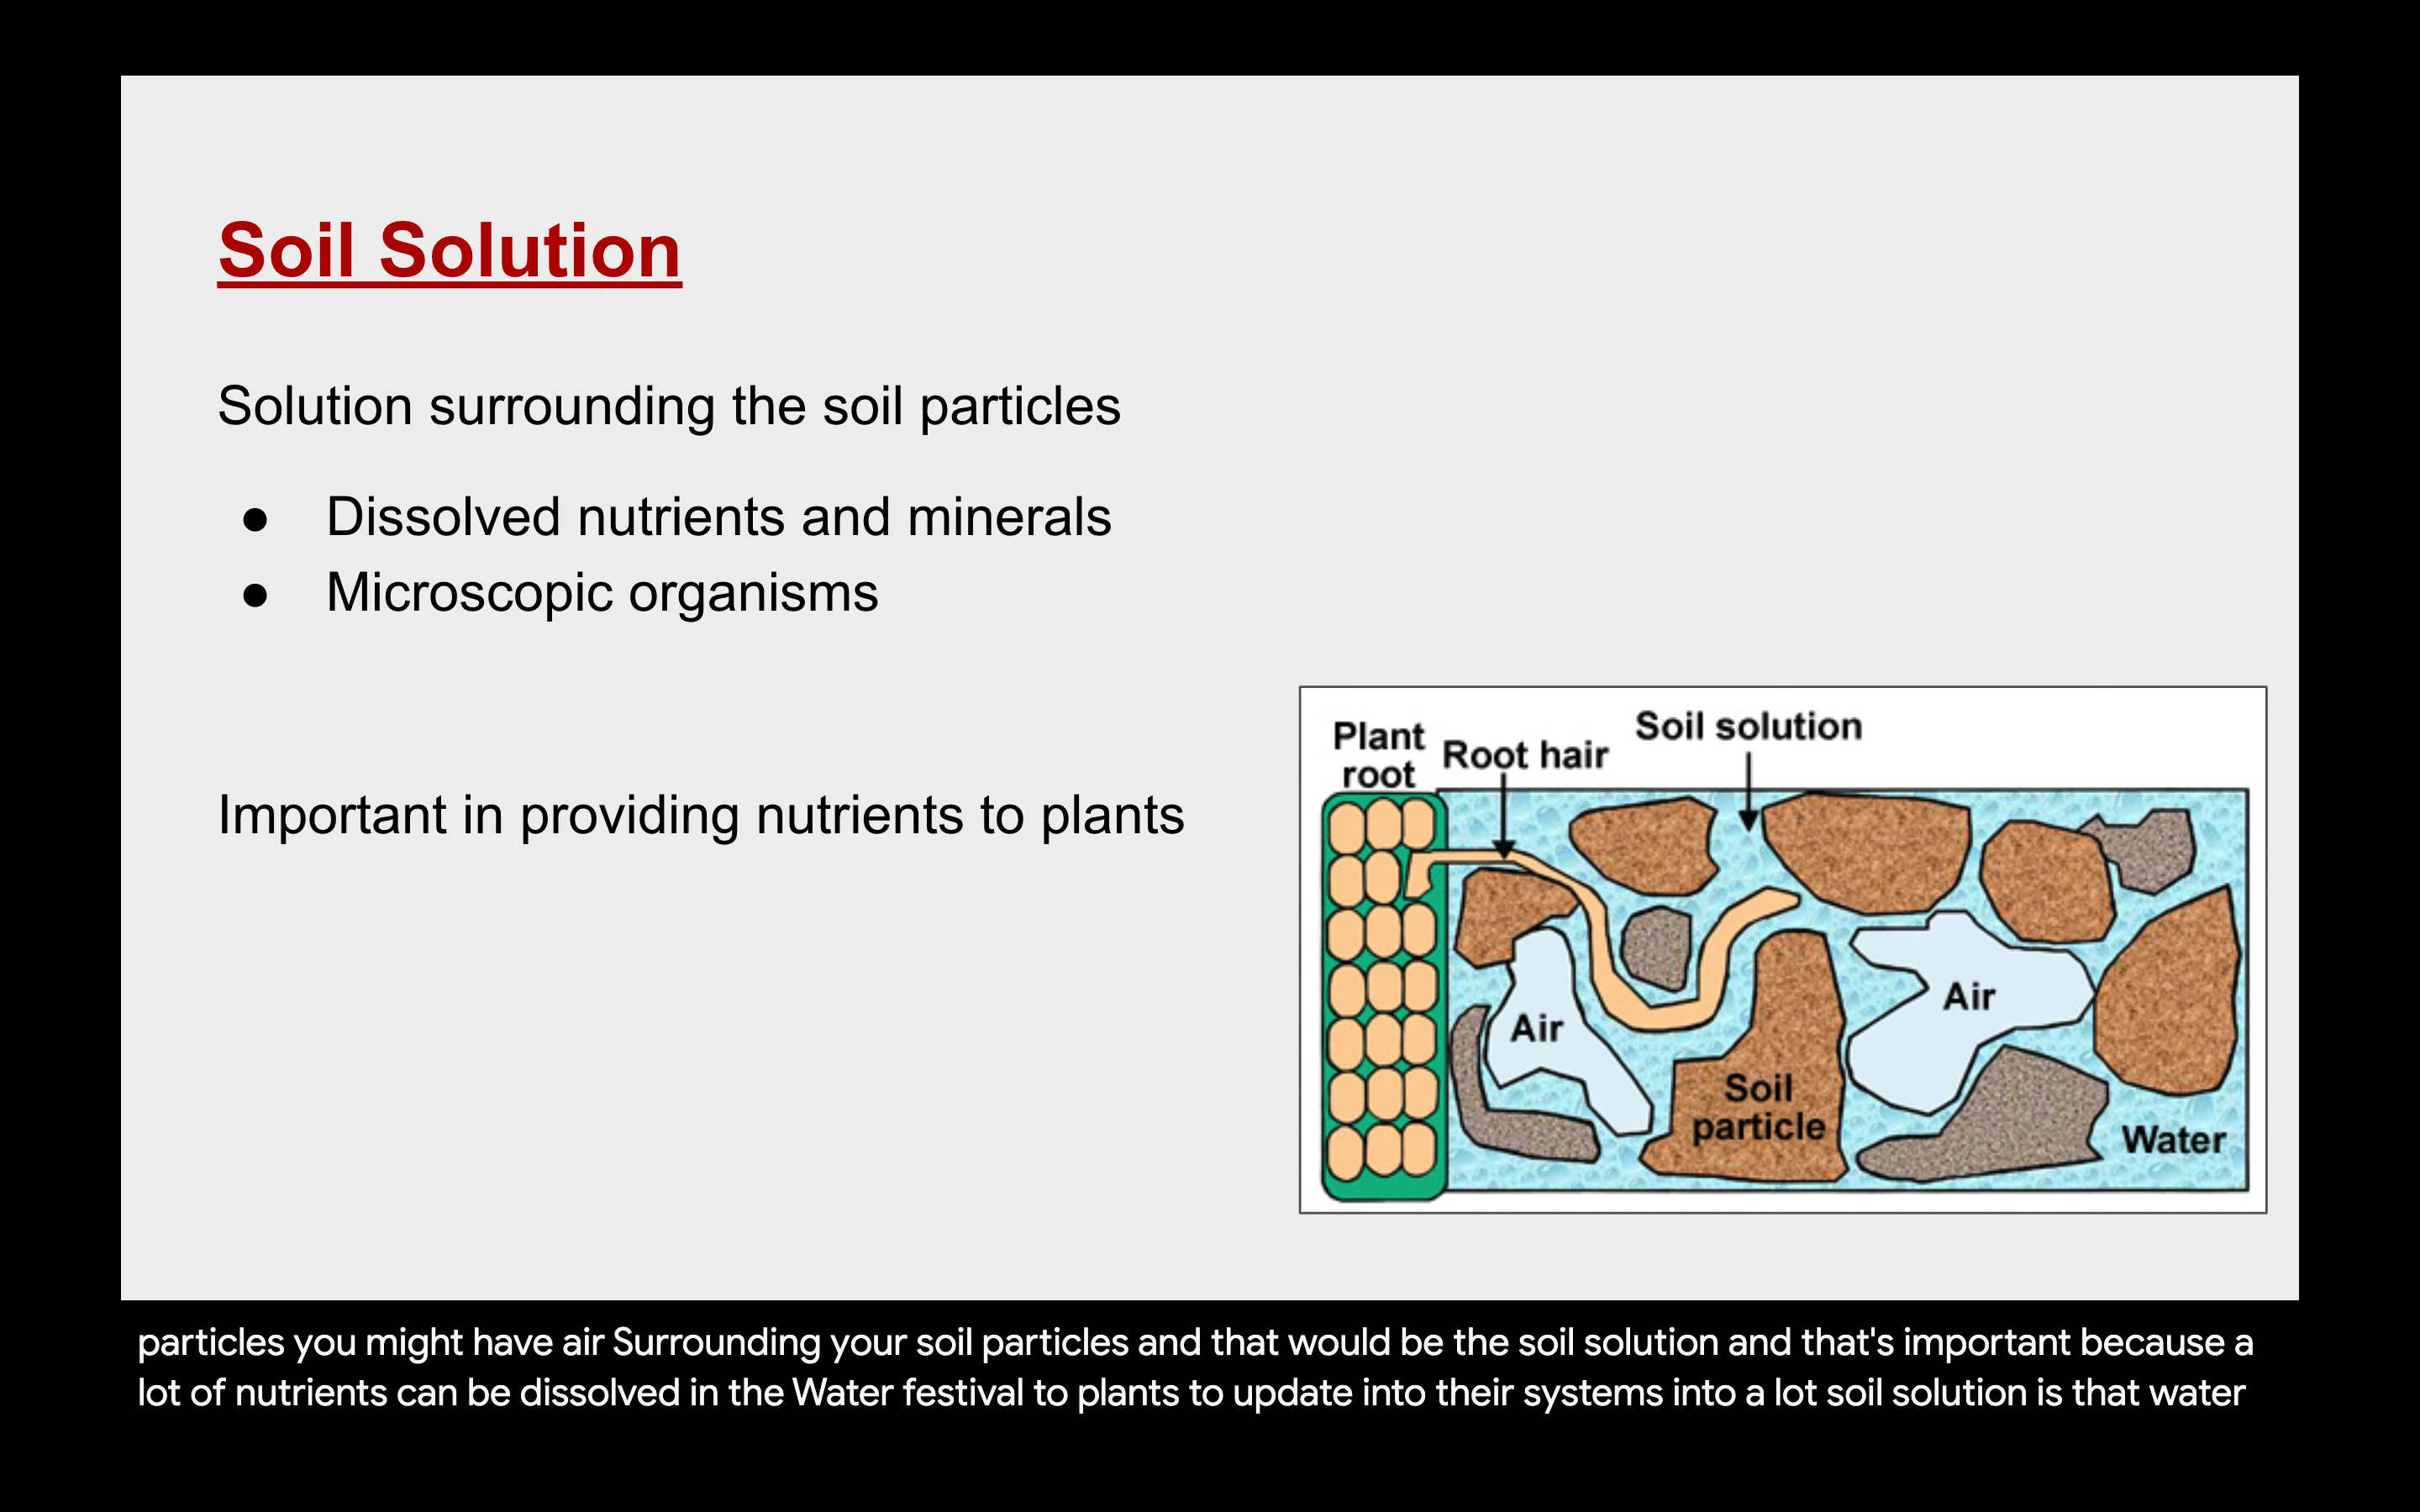 Soil Solution
Solution surrounding the soil particles
● Dissolved nutrients and minerals
● Microscopic organisms
Important in providing nutrients to plants
Plant
root
Root hair
Soil solution
Air
Air
Soil
particle
Water
particles you might have air Surrounding your soil particles and that would be the soil solution and that's important because a
lot of nutrients can be dissolved in the Water festival to plants to update into their systems into a lot soil solution is that water